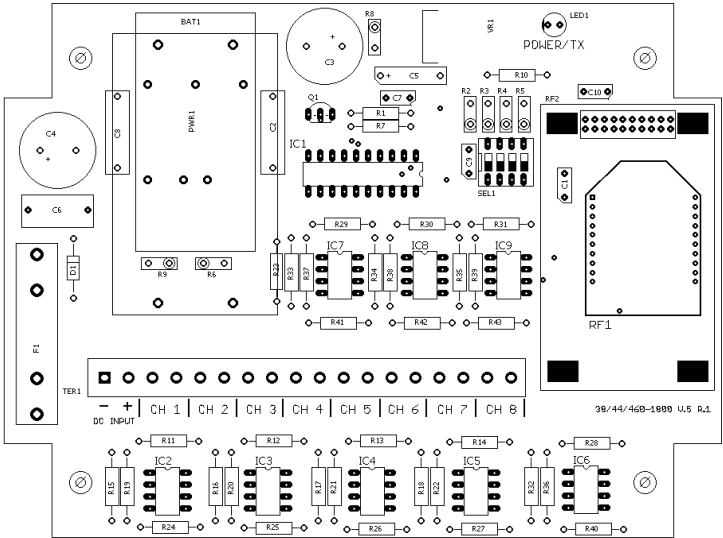 BAT1
R8
VR1
LED1
POWER/TX
C3
C5
R10
C10
Q1
C7
R2 R3 R4 R5
RF2
R1
R7
C4
C8
PWR1
C2
IC1
C9
SEL1
C1
C6
R29 R30 R31
IC7 IC8 IC9
D1
R9 R6
R23 R33 R37 R34 R38 R35 R39
R41 R42 R43
RF1
F1
TER1
- + CH 1 CH 2 CH 3 CH 4 CH 5 CH 6 CH 7 CH 8
DC INPUT
38/44/460-1800 V.5 R.1
R11 R12 R13 R14 R28
IC2 IC3 IC4 IC5 IC6
R15 R19 R16 R20 R17 R21 R18 R22 R32 R36
R24 R25 R26 R27 R40